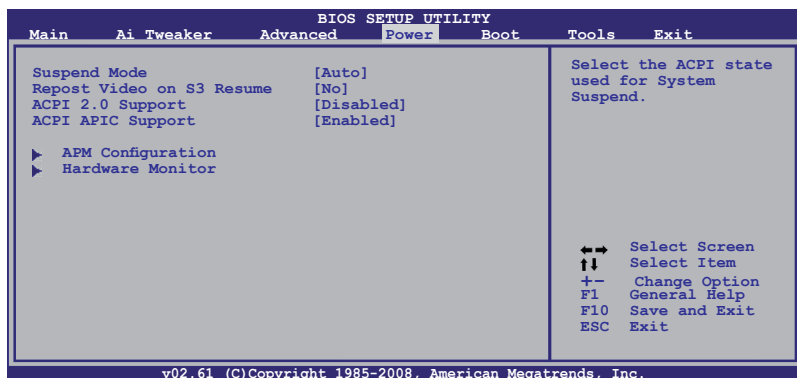 BIOS SETUP UTILITY
Main Ai Tweaker Advanced Power Boot Tools Exit
Suspend Mode [Auto]
Repost Video on S3 Resume [No]
ACPI 2.0 Support [Disabled]
ACPI APIC Support [Enabled]
APM Configuration
Hardware Monitor
Select the ACPI state
used for System
Suspend.
←→ Select Screen
↑↓ Select Item
+- Change Option
F1 General Help
F10 Save and Exit
ESC Exit
v02.61 (C)Copyright 1985-2008, American Megatrends, Inc.